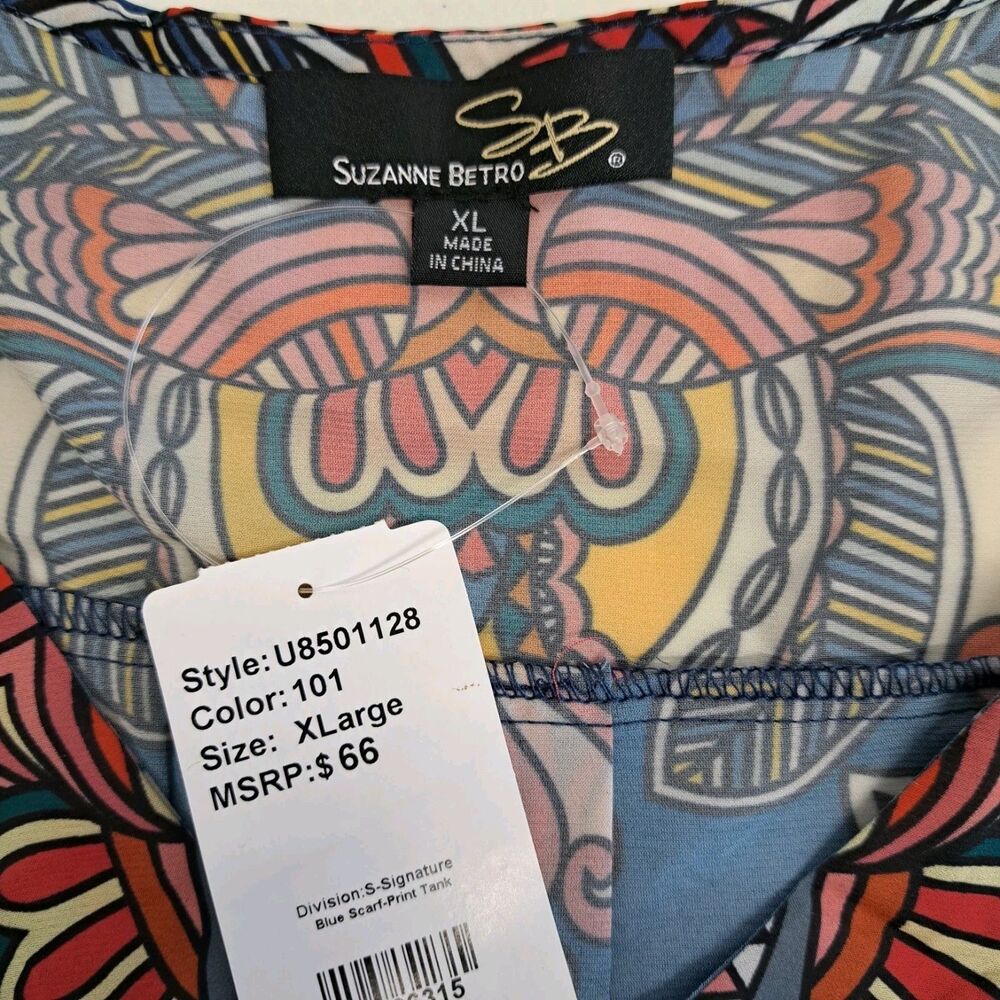 SB
SUZANNE BETRO ®
XL
MADE
IN CHINA
Style: U8501128
Color: 101
Size: XLarge
MSRP:$ 66
Division:S-Signature
Blue Scarf-Print Tank
6315